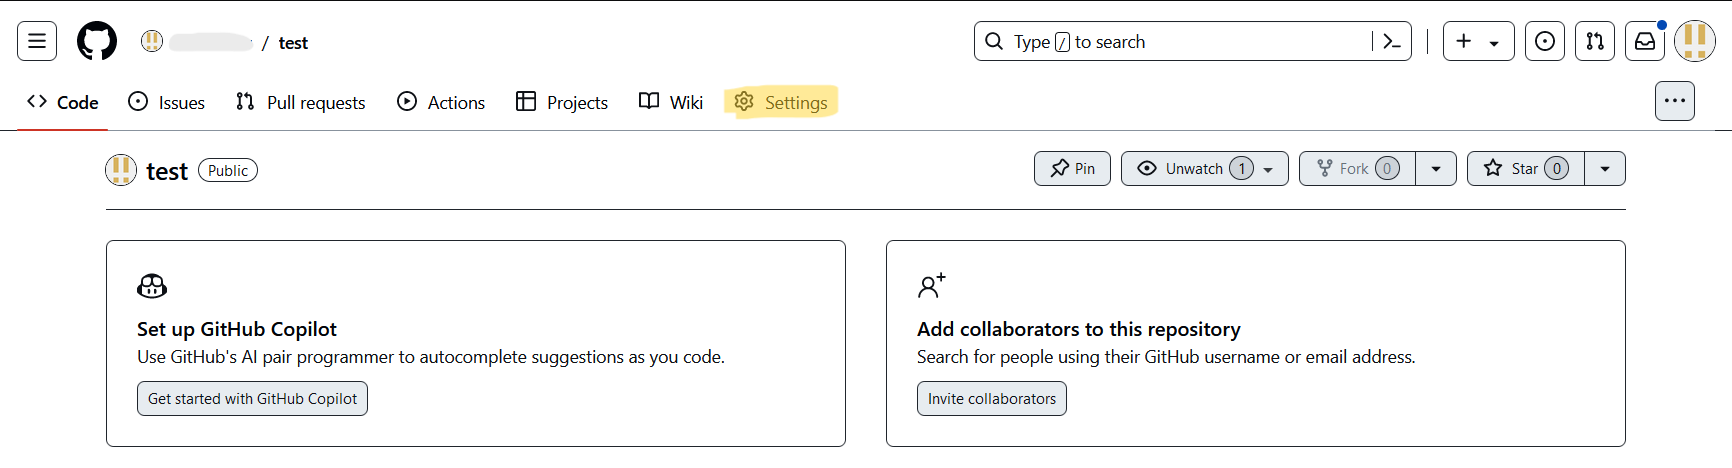 / test
Type / to search
Code Issues Pull requests Actions Projects Wiki Settings
test Public
Pin Unwatch 1 Fork 0 Star 0
Set up GitHub Copilot
Use GitHub's AI pair programmer to autocomplete suggestions as you code.
Get started with GitHub Copilot
Add collaborators to this repository
Search for people using their GitHub username or email address.
Invite collaborators